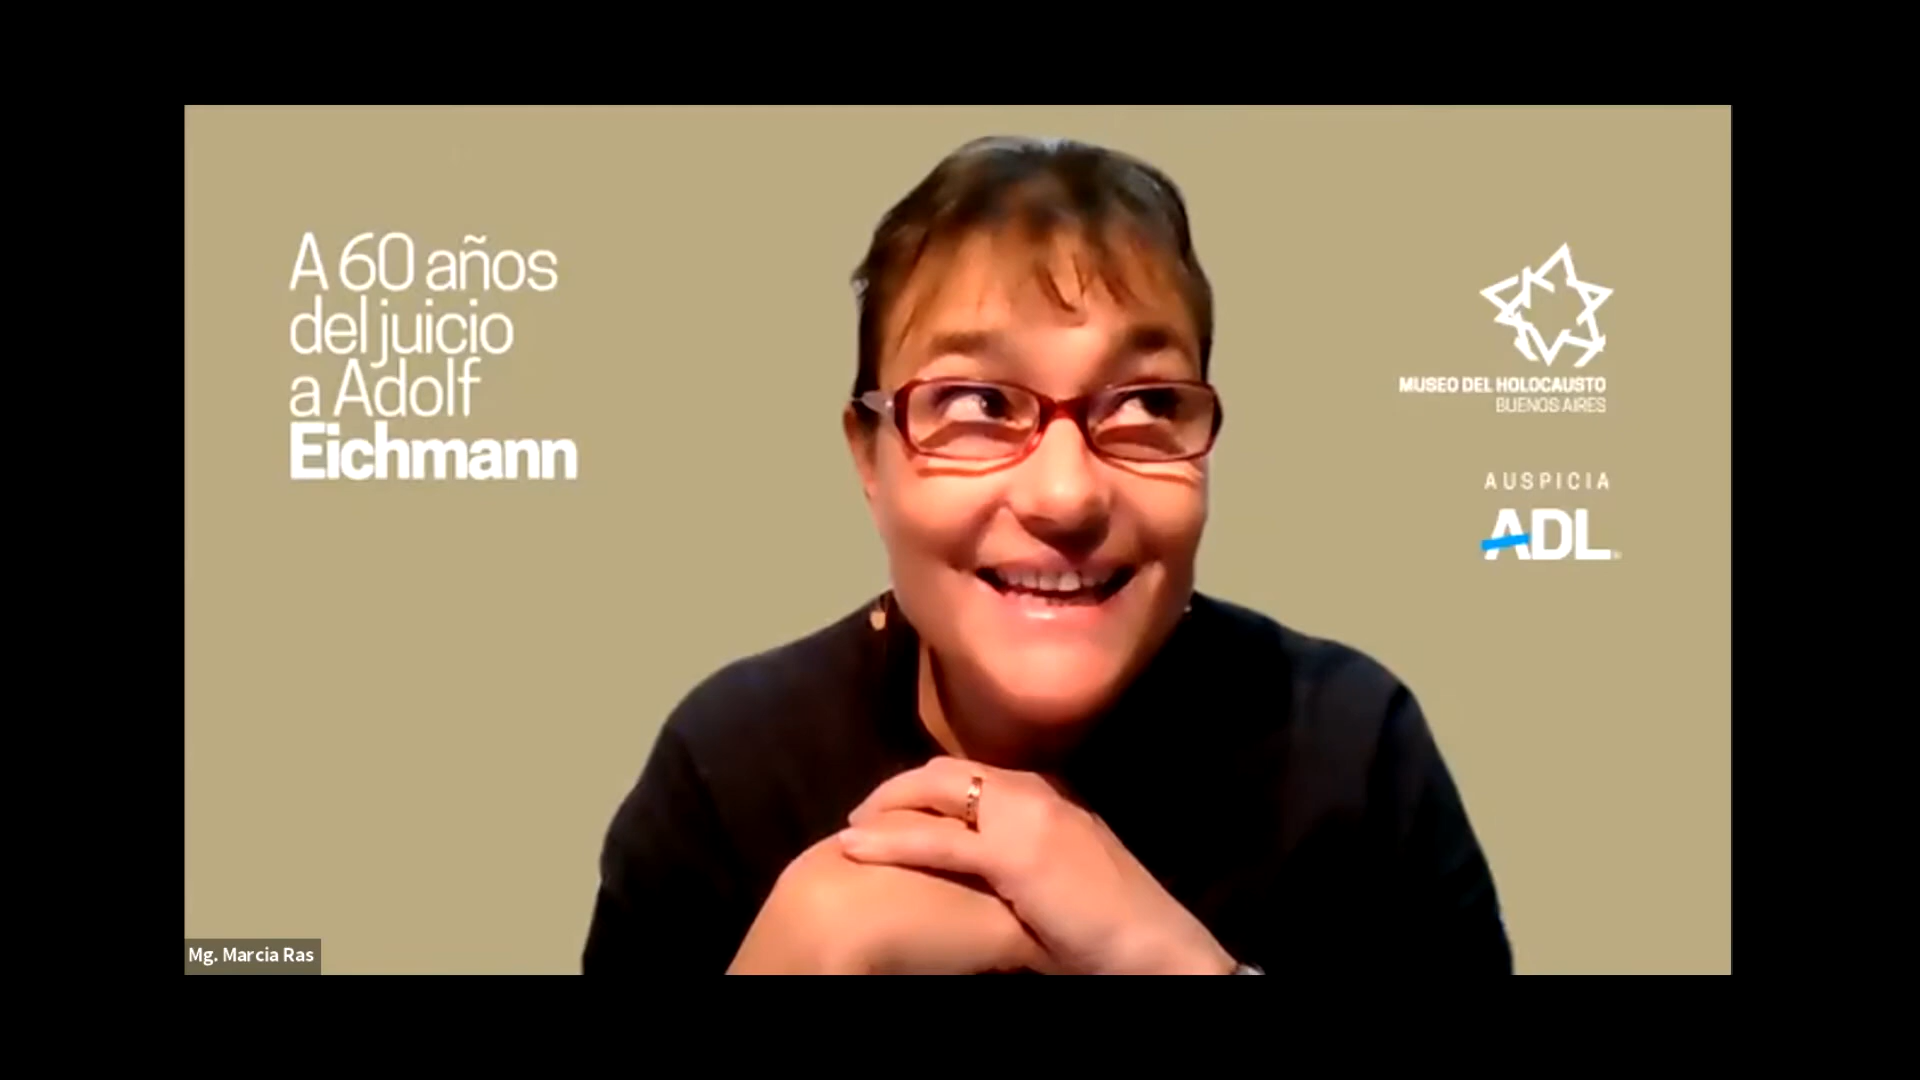 A 60 años
del juicio
a Adolf
Eichmann
MUSEO DEL HOLOCAUSTO
BUENOS AIRES
AUSPICIA
ADL
Mg. Marcia Ras